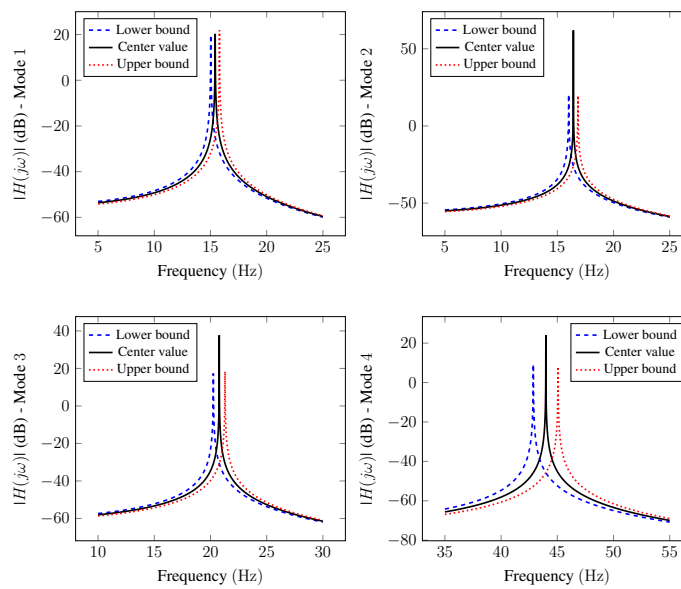 |H(jω)| (dB) - Mode 1
20
0
−20
−40
−60
5
10
15
20
25
Frequency (Hz)
Lower bound
Center value
Upper bound
|H(jω)| (dB) - Mode 2
50
0
−50
5
10
15
20
25
Frequency (Hz)
Lower bound
Center value
Upper bound
|H(jω)| (dB) - Mode 3
40
20
0
−20
−40
−60
10
15
20
25
30
Frequency (Hz)
Lower bound
Center value
Upper bound
|H(jω)| (dB) - Mode 4
20
0
−20
−40
−60
−80
35
40
45
50
55
Frequency (Hz)
Lower bound
Center value
Upper bound